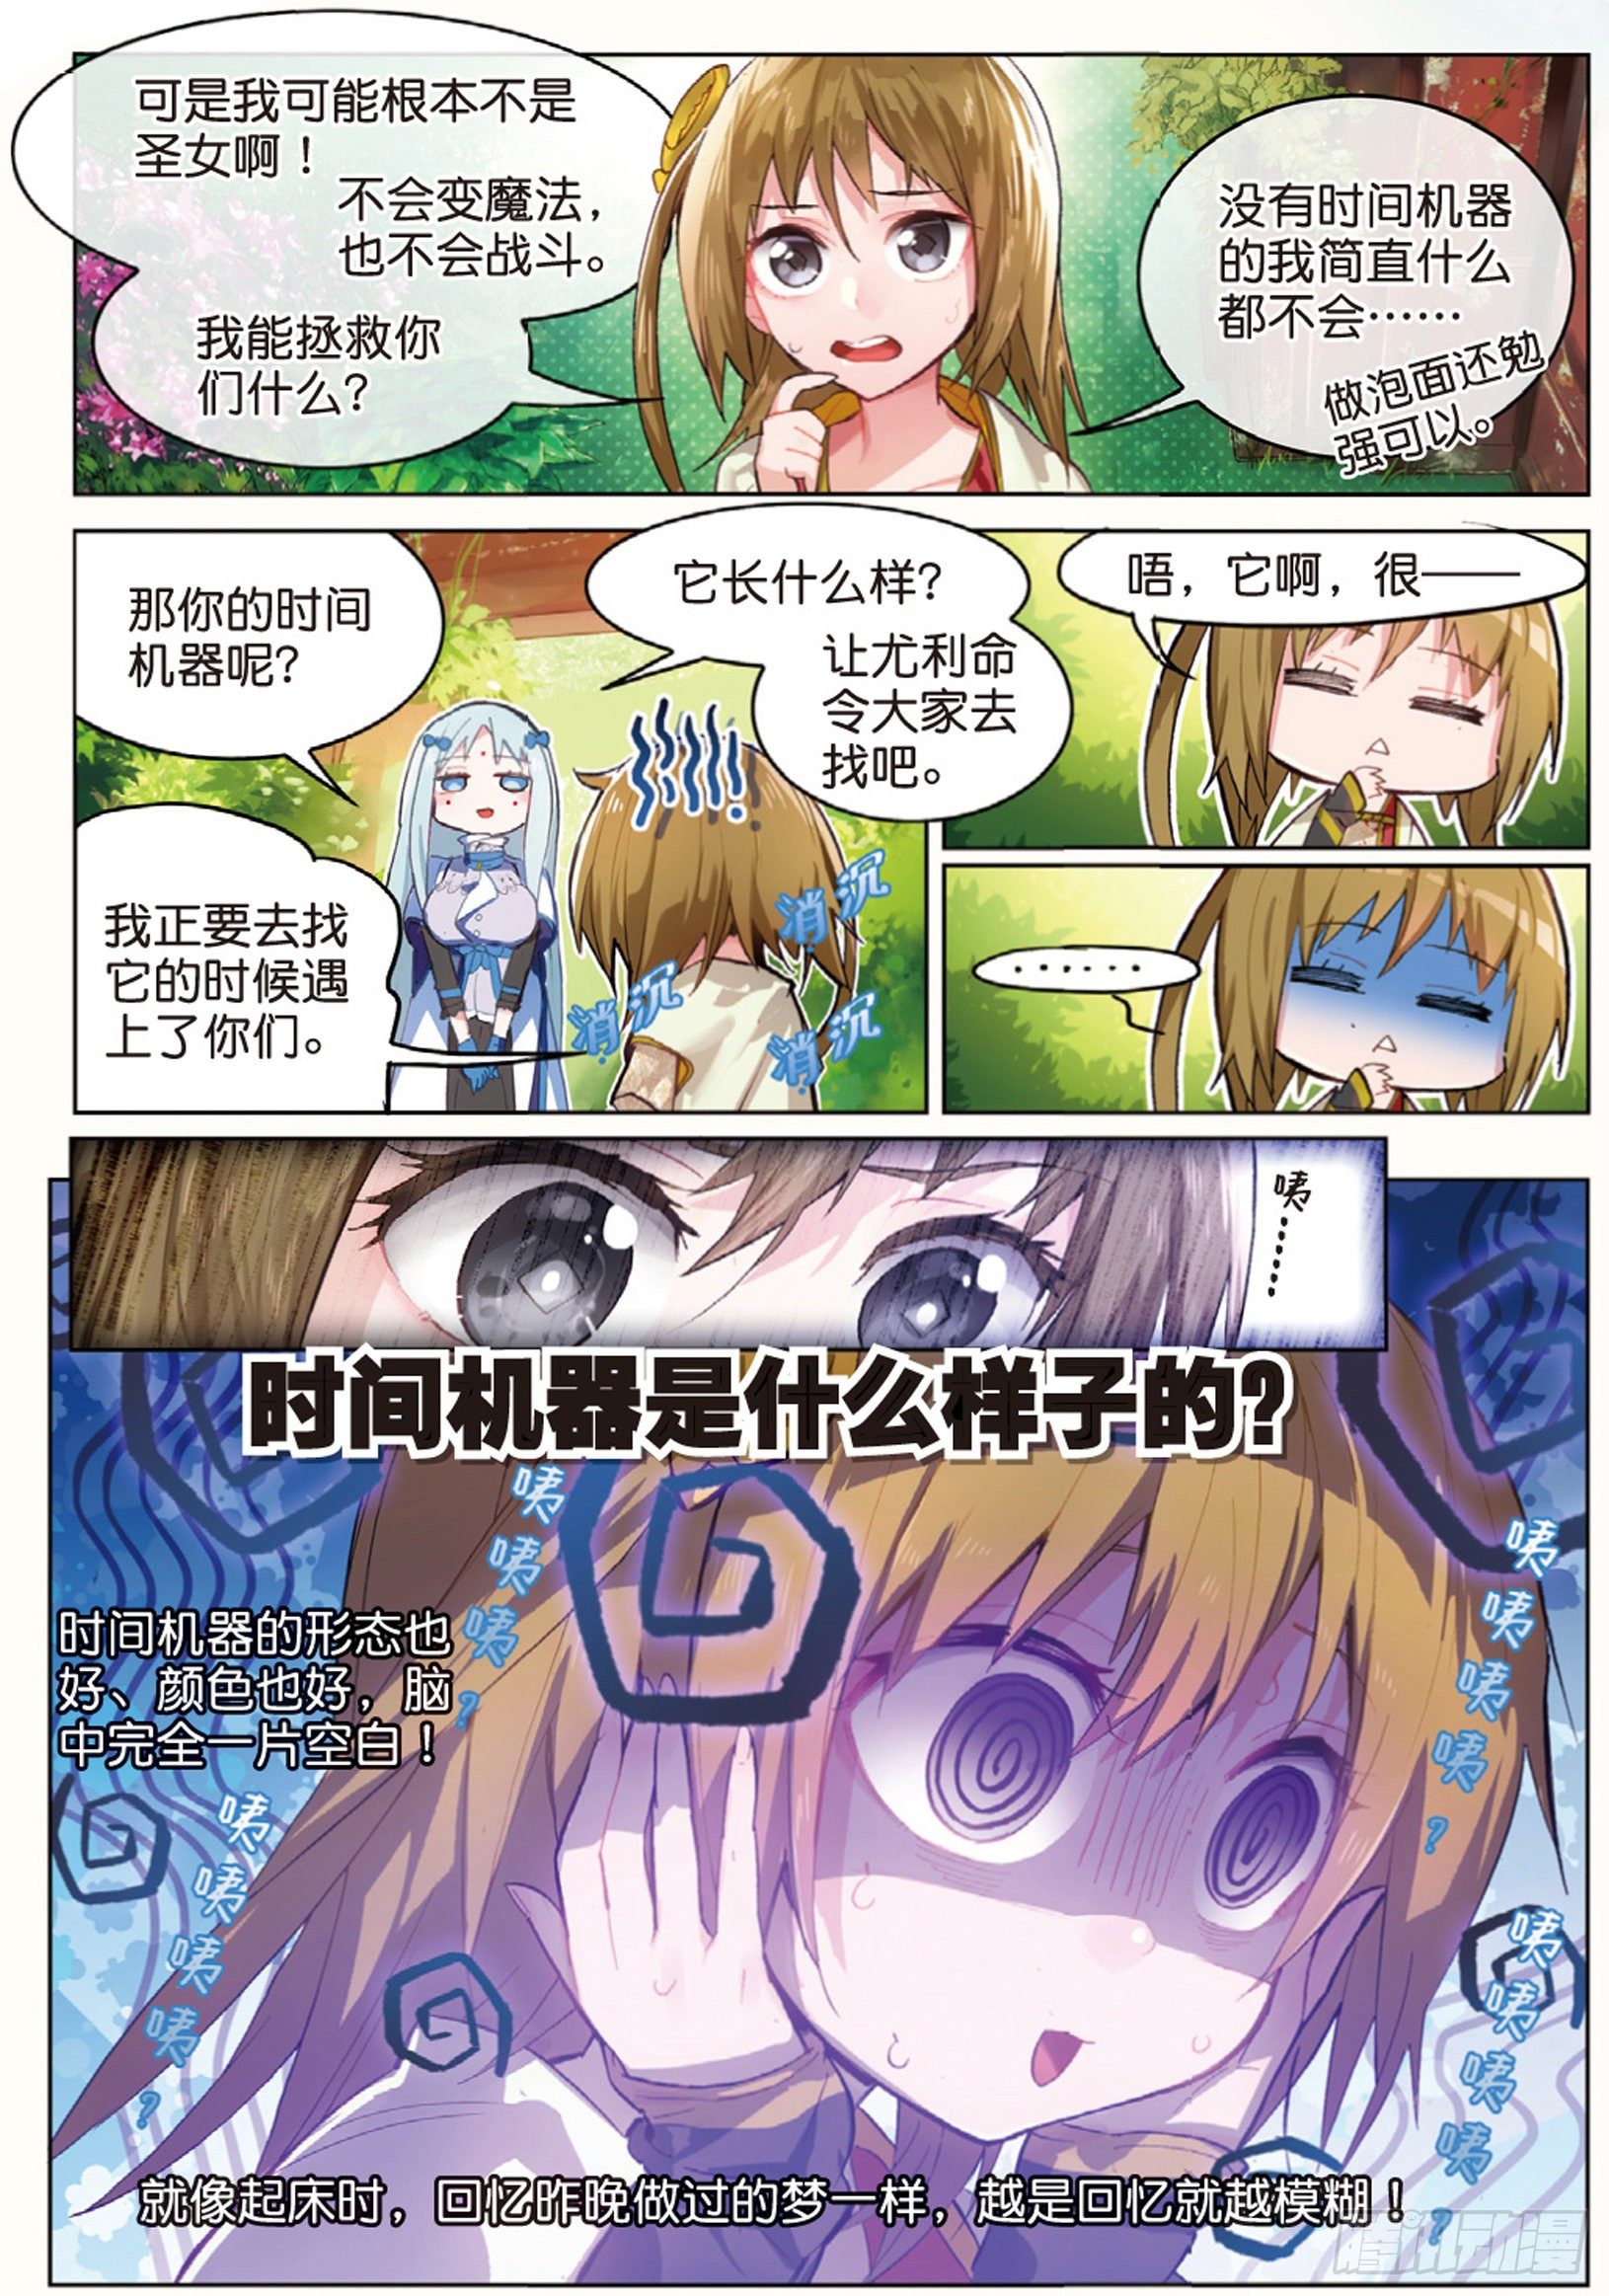 可是我可能根本不是
圣女啊！
不会变魔法，
也不会战斗。
我能拯救你
们什么？
没有时间机器
的我简直什么
都不会……
做泡面还勉
强可以。
那你的时间
机器呢？
它长什么样？
让尤利命
令大家去
找吧。
我正要去找
它的时候遇
上了你们。
消沉
消沉
消沉
唔，它啊，很——
……
咦……
时间机器是什么样子的？
咦咦咦？
咦咦咦咦？
时间机器的形态也
好、颜色也好，脑
中完全一片空白！
咦咦咦咦？
咦咦咦咦？
就像起床时，回忆昨晚做过的梦一样，越是回忆就越模糊！
腾讯动漫